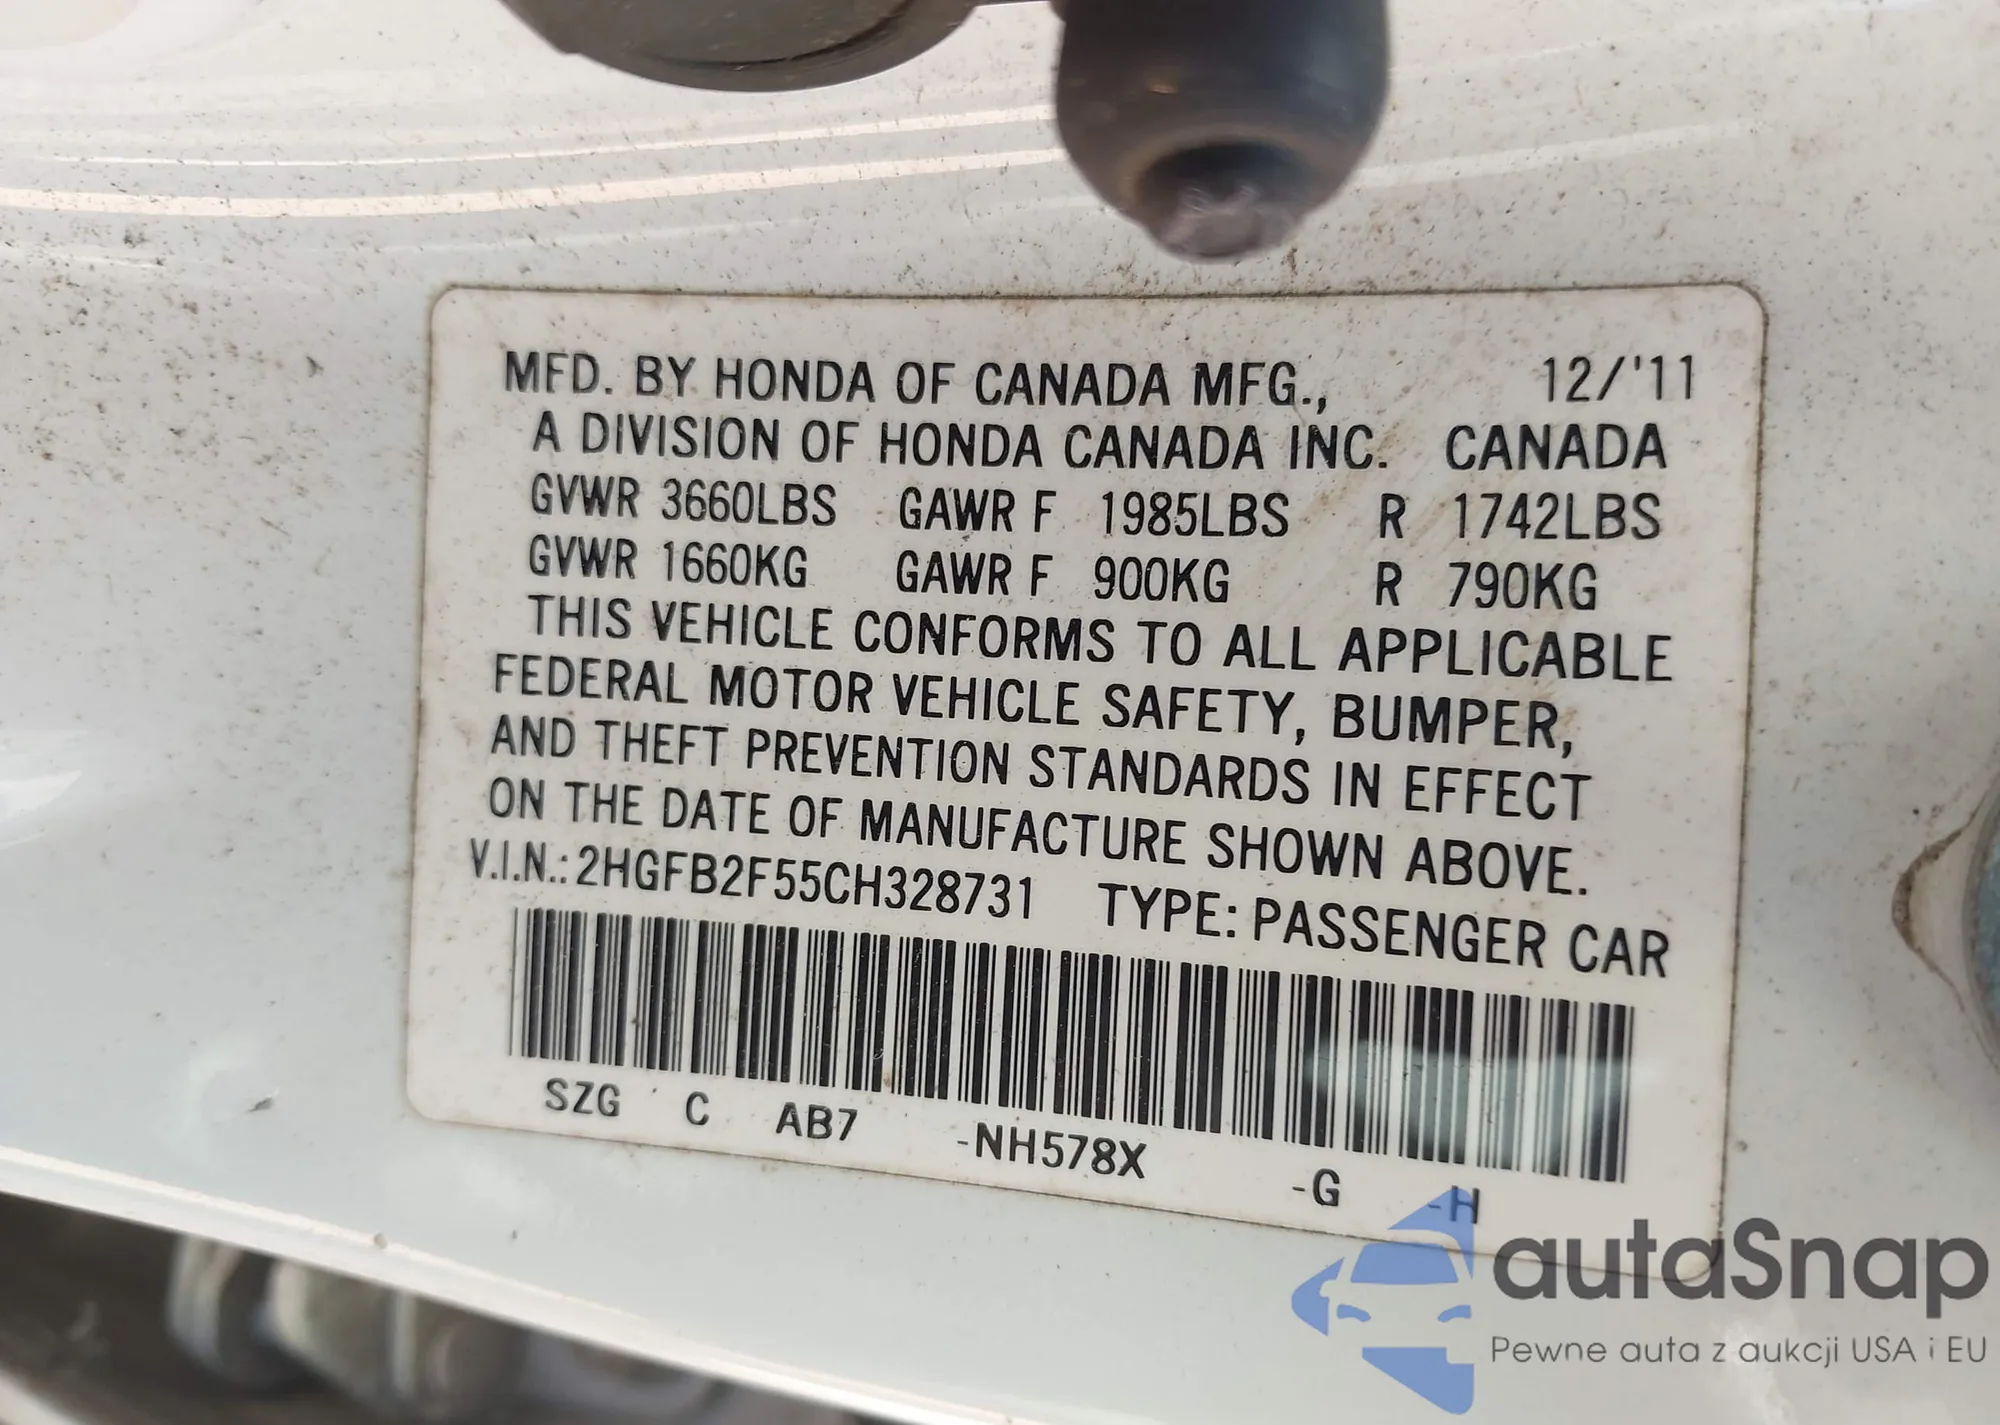 MFD. BY HONDA OF CANADA MFG., 12/'11
A DIVISION OF HONDA CANADA INC. CANADA
GVWR 3660LBS GAWR F 1985LBS R 1742LBS
GVWR 1660KG GAWR F 900KG R 790KG
THIS VEHICLE CONFORMS TO ALL APPLICABLE
FEDERAL MOTOR VEHICLE SAFETY, BUMPER,
AND THEFT PREVENTION STANDARDS IN EFFECT
ON THE DATE OF MANUFACTURE SHOWN ABOVE.
V.I.N.: 2HGFB2F55CH328731 TYPE: PASSENGER CAR
SZG C AB7 -NH578X -G -H
autaSnap
Pewne auta z aukcji USA i EU